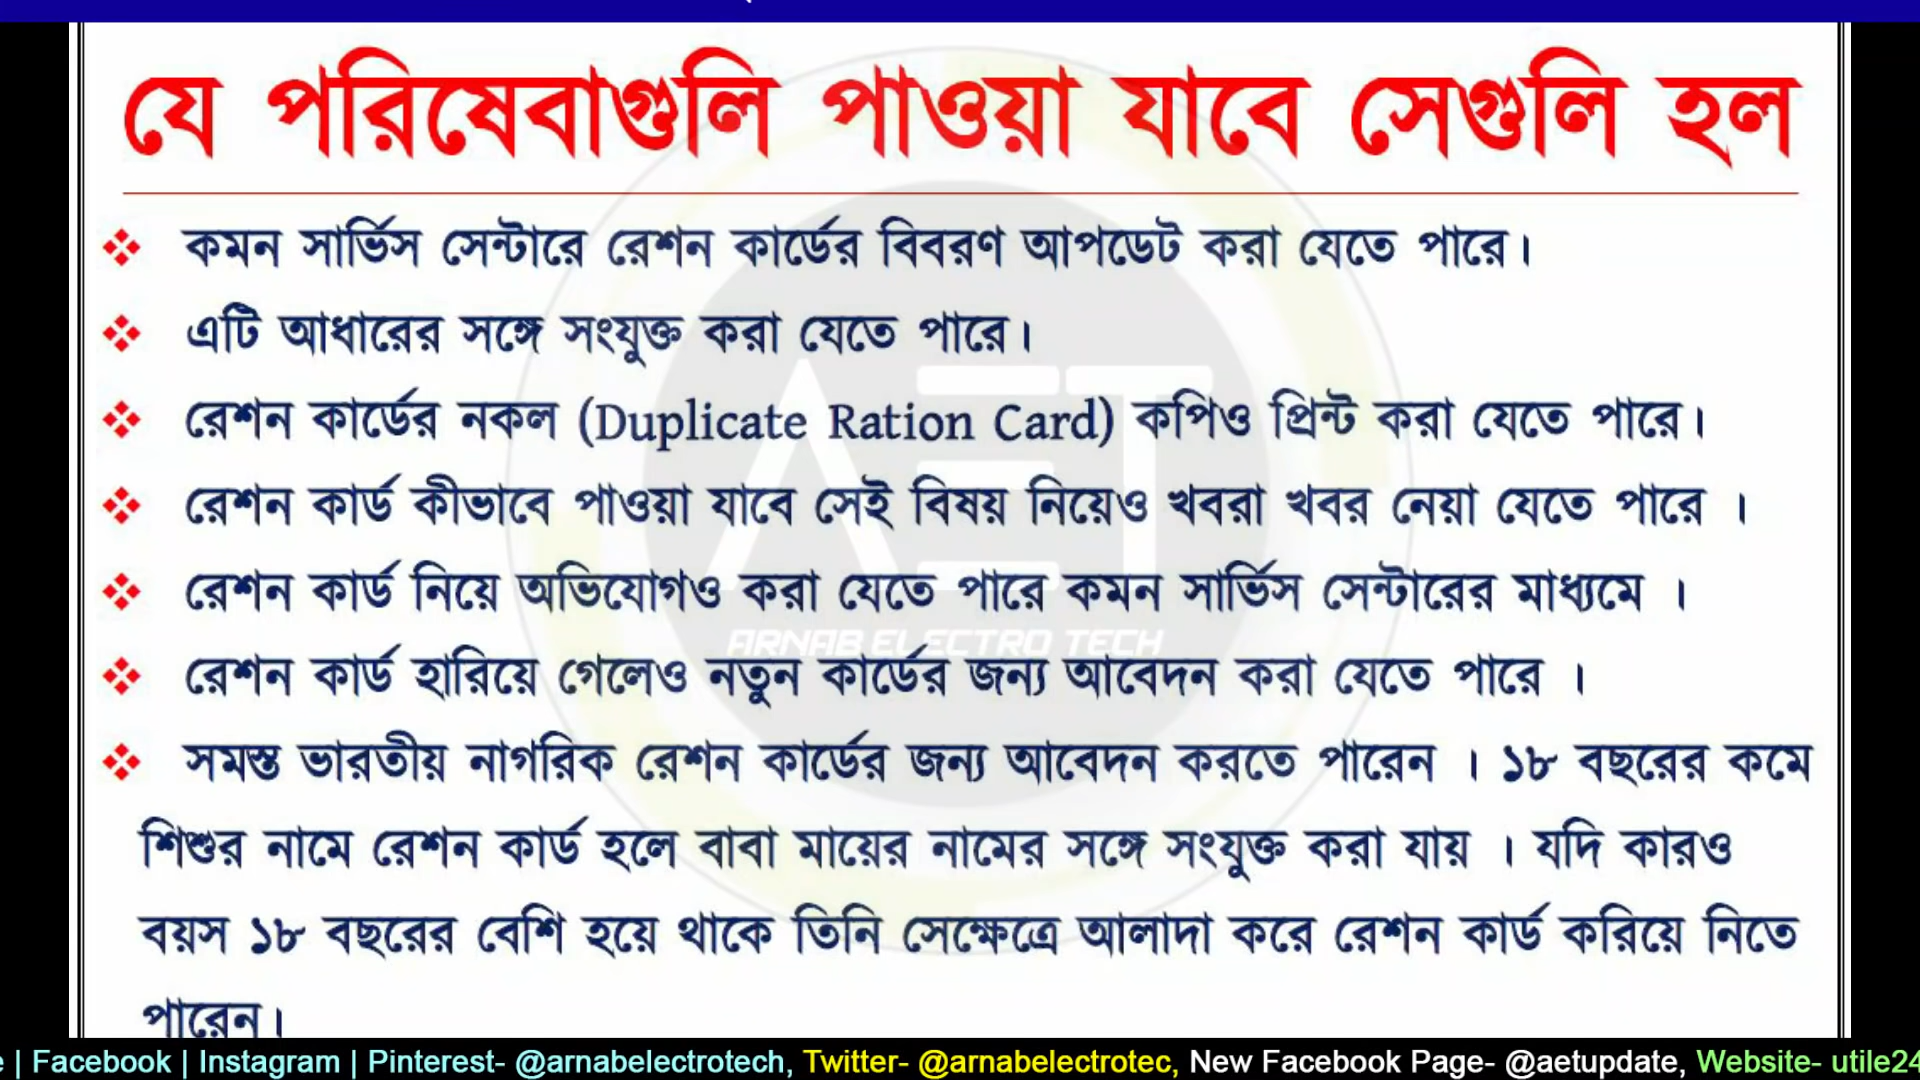 যে পরিষেবাগুলি পাওয়া যাবে সেগুলি হল
❖ কমন সার্ভিস সেন্টারে রেশন কার্ডের বিবরণ আপডেট করা যেতে পারে।
❖ এটি আধারের সঙ্গে সংযুক্ত করা যেতে পারে।
❖ রেশন কার্ডের নকল (Duplicate Ration Card) কপিও প্রিন্ট করা যেতে পারে।
❖ রেশন কার্ড কীভাবে পাওয়া যাবে সেই বিষয় নিয়েও খবরা খবর নেয়া যেতে পারে ।
❖ রেশন কার্ড নিয়ে অভিযোগও করা যেতে পারে কমন সার্ভিস সেন্টারের মাধ্যমে ।
❖ রেশন কার্ড হারিয়ে গেলেও নতুন কার্ডের জন্য আবেদন করা যেতে পারে ।
❖ সমস্ত ভারতীয় নাগরিক রেশন কার্ডের জন্য আবেদন করতে পারেন । ১৮ বছরের কমে
শিশুর নামে রেশন কার্ড হলে বাবা মায়ের নামের সঙ্গে সংযুক্ত করা যায় । যদি কারও
বয়স ১৮ বছরের বেশি হয়ে থাকে তিনি সেক্ষেত্রে আলাদা করে রেশন কার্ড করিয়ে নিতে
পারেন।
AET
ARNAB ELECTRO TECH
e | Facebook | Instagram | Pinterest- @arnabelectrotech, Twitter- @arnabelectrotec, New Facebook Page- @aetupdate, Website- utile24